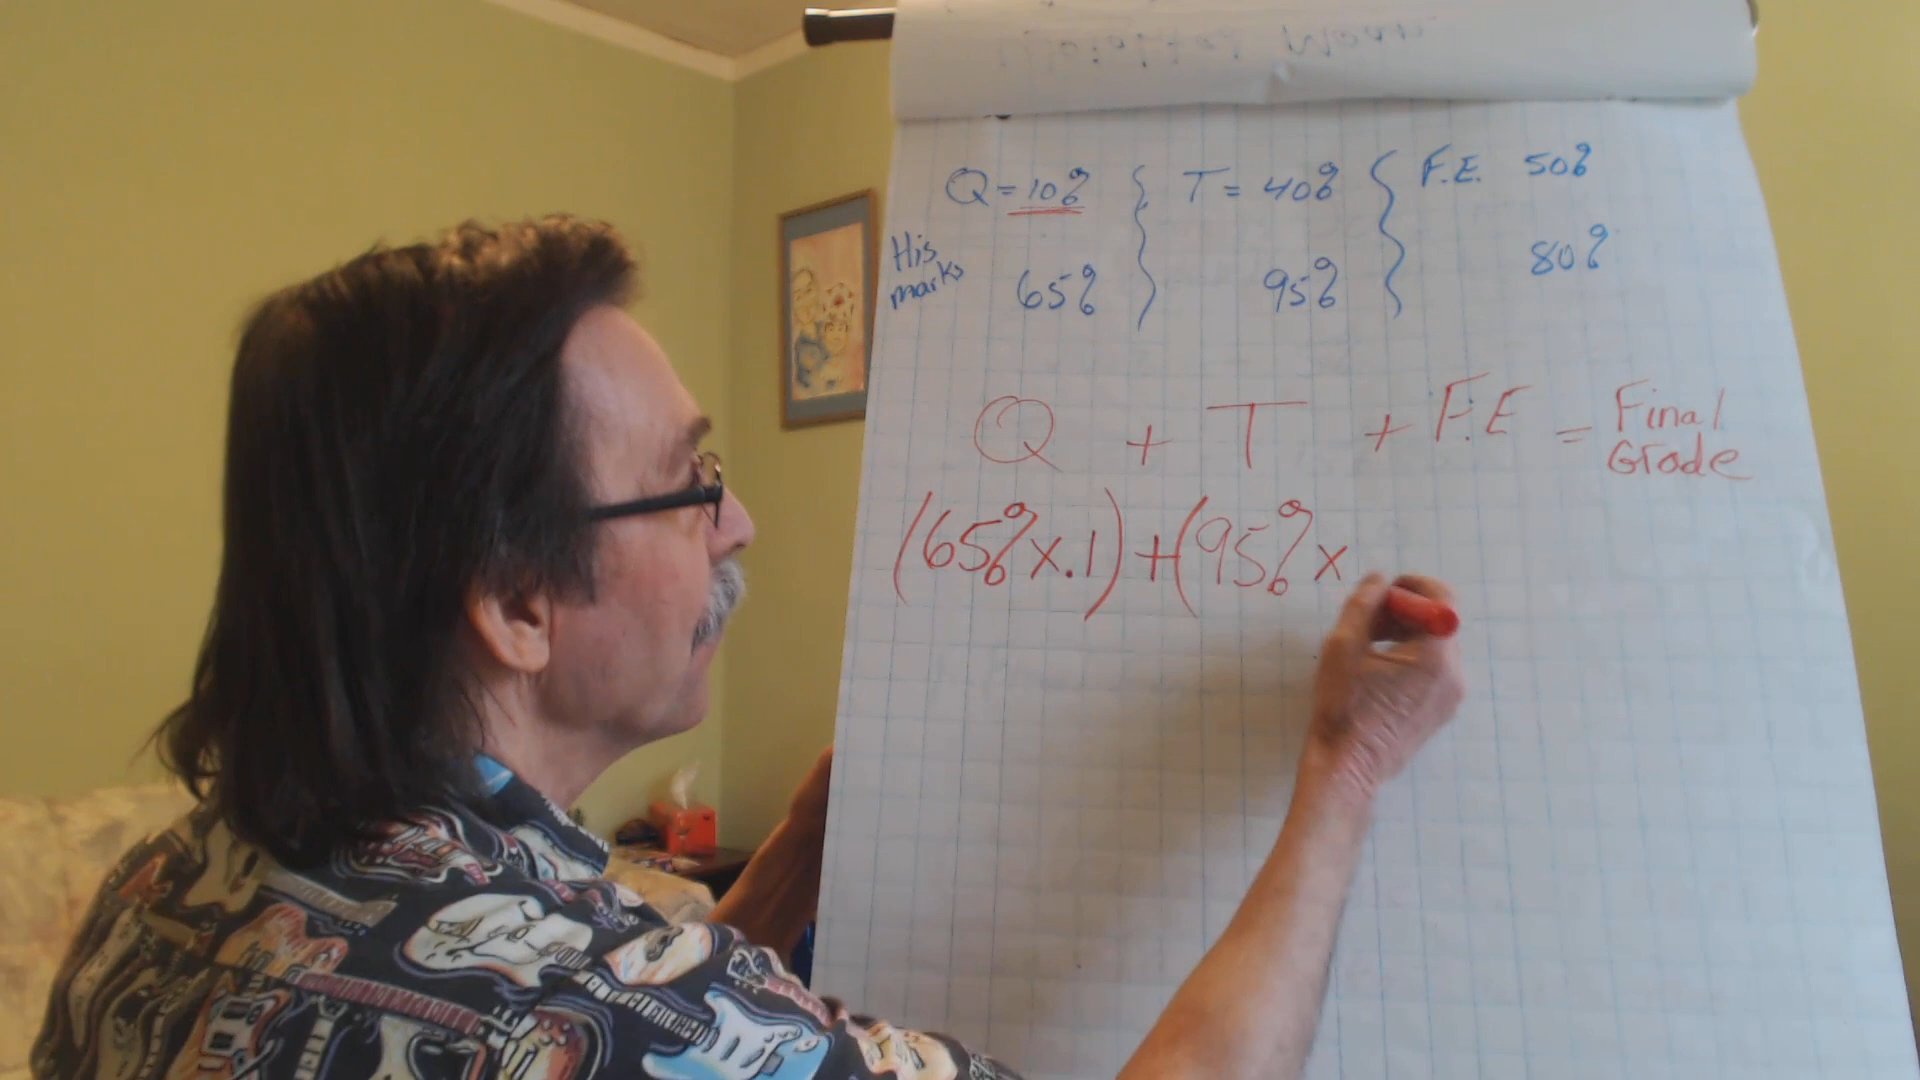 Q = 10% { T = 40% { F.E. 50%
His marks 65% } 95% } 80%
Q + T + F.E = Final Grade
(65% x .1) + (95% x